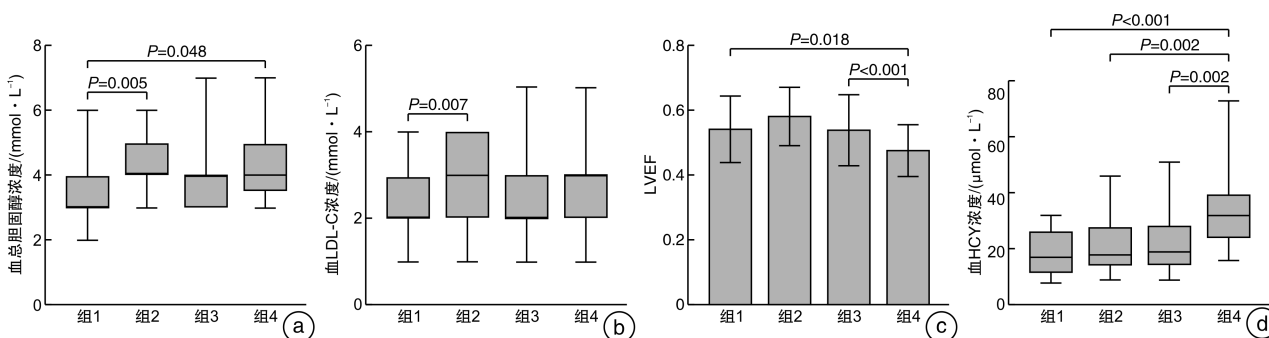 血总胆固醇浓度/(mmol·L⁻¹)
8
6
4
2
0
P=0.048
P=0.005
组1 组2 组3 组4
a
血LDL-C浓度/(mmol·L⁻¹)
6
4
2
0
P=0.007
组1 组2 组3 组4
b
LVEF
0.8
0.6
0.4
0.2
0
P=0.018
P<0.001
组1 组2 组3 组4
c
血HCY浓度/(μmol·L⁻¹)
80
60
40
20
0
P<0.001
P=0.002
P=0.002
组1 组2 组3 组4
d